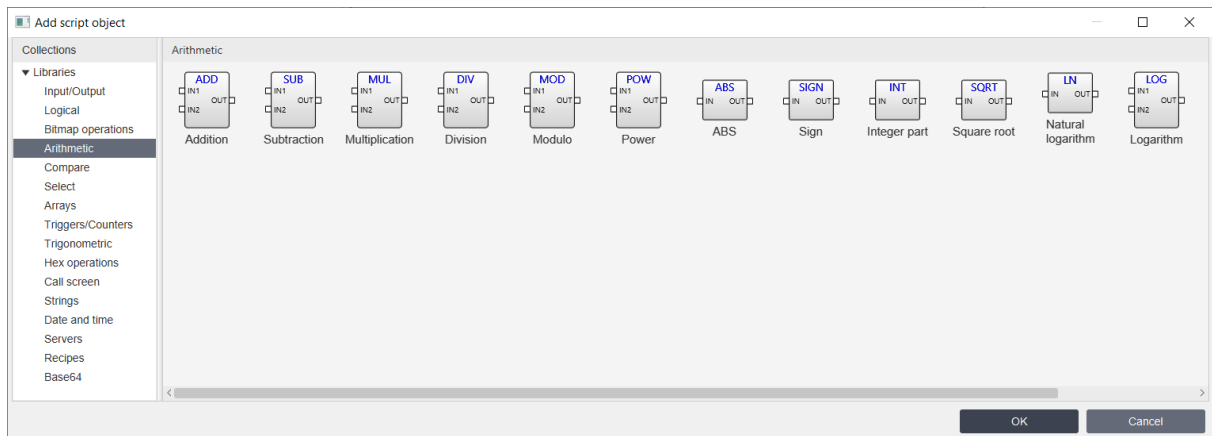 Add script object
Collections
Libraries
Input/Output
Logical
Bitmap operations
Arithmetic
Compare
Select
Arrays
Triggers/Counters
Trigonometric
Hex operations
Call screen
Strings
Date and time
Servers
Recipes
Base64
Arithmetic
ADD
IN1
OUT
IN2
Addition
SUB
IN1
OUT
IN2
Subtraction
MUL
IN1
OUT
IN2
Multiplication
DIV
IN1
OUT
IN2
Division
MOD
IN1
OUT
IN2
Modulo
POW
IN1
OUT
IN2
Power
ABS
IN OUT
ABS
SIGN
IN OUT
Sign
INT
IN OUT
Integer part
SQRT
IN OUT
Square root
LN
IN OUT
Natural
logarithm
LOG
IN1
OUT
IN2
Logarithm
OK
Cancel